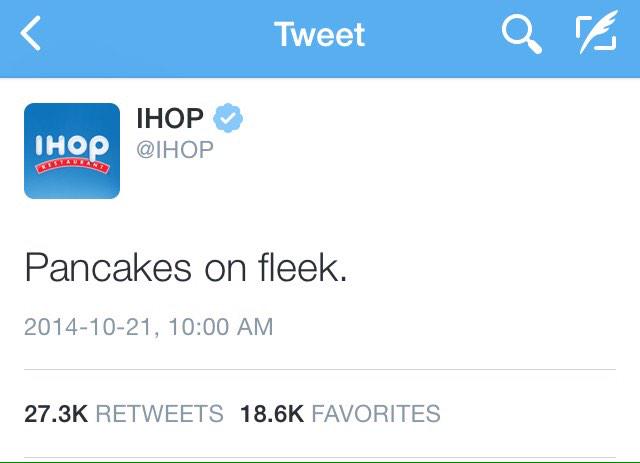 Tweet
IHOP
@IHOP
IHOP
RESTAURANT
Pancakes on fleek.
2014-10-21, 10:00 AM
27.3K RETWEETS 18.6K FAVORITES